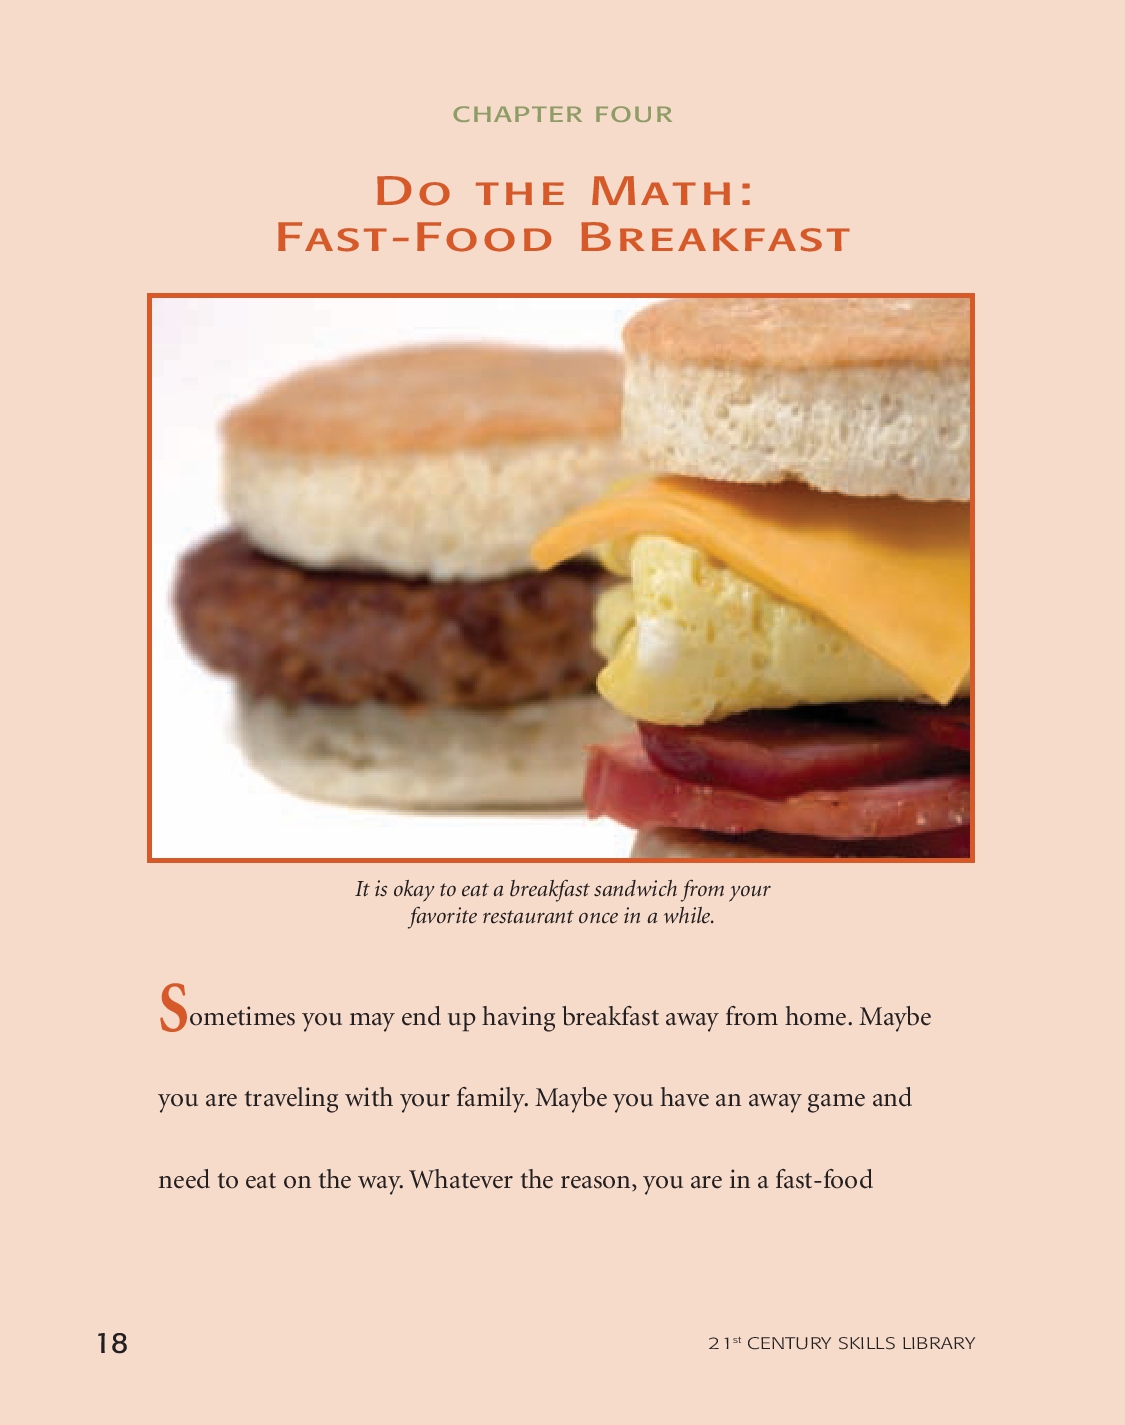 CHAPTER FOUR
DO THE MATH:
FAST-FOOD BREAKFAST
It is okay to eat a breakfast sandwich from your
favorite restaurant once in a while.
Sometimes you may end up having breakfast away from home. Maybe
you are traveling with your family. Maybe you have an away game and
need to eat on the way. Whatever the reason, you are in a fast-food
18
21st CENTURY SKILLS LIBRARY